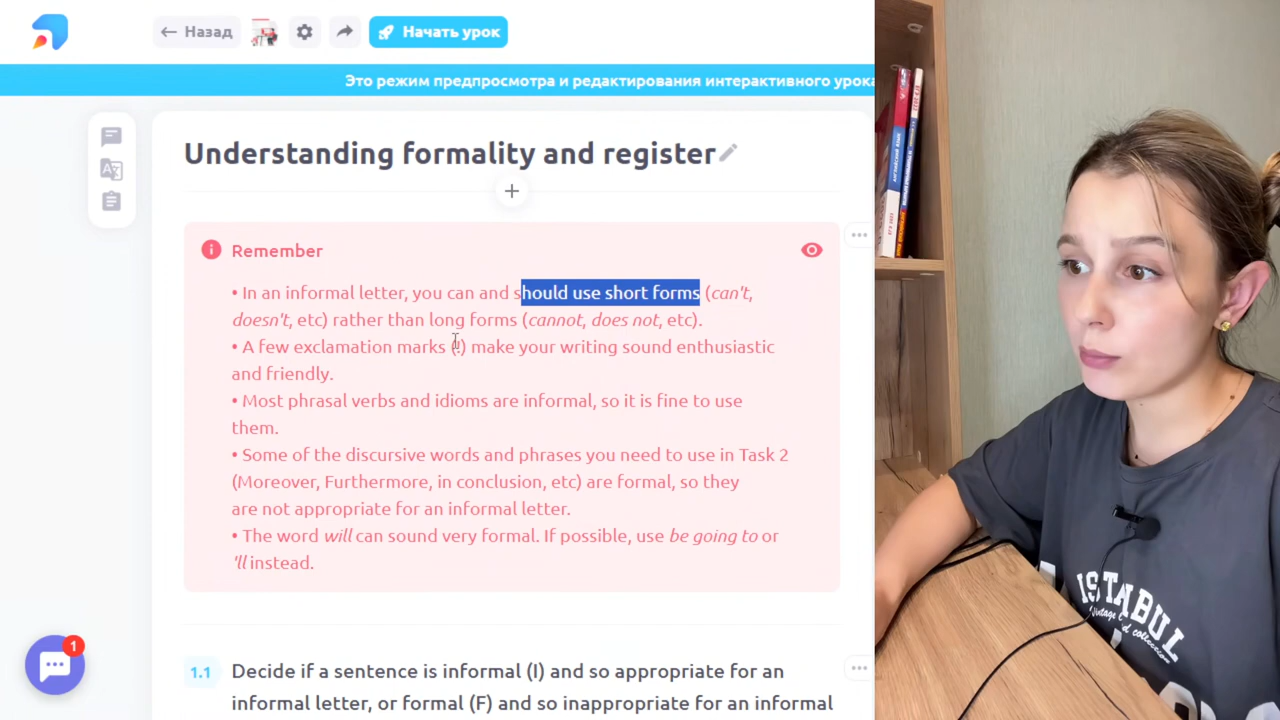 Назад
Начать урок
Это режим предпросмотра и редактирования интерактивного урока
Understanding formality and register
Remember
• In an informal letter, you can and should use short forms (can't,
doesn't, etc) rather than long forms (cannot, does not, etc).
• A few exclamation marks (!) make your writing sound enthusiastic
and friendly.
• Most phrasal verbs and idioms are informal, so it is fine to use
them.
• Some of the discursive words and phrases you need to use in Task 2
(Moreover, Furthermore, in conclusion, etc) are formal, so they
are not appropriate for an informal letter.
• The word will can sound very formal. If possible, use be going to or
'll instead.
1
1.1 Decide if a sentence is informal (I) and so appropriate for an
informal letter, or formal (F) and so inappropriate for an informal
ISTANBUL